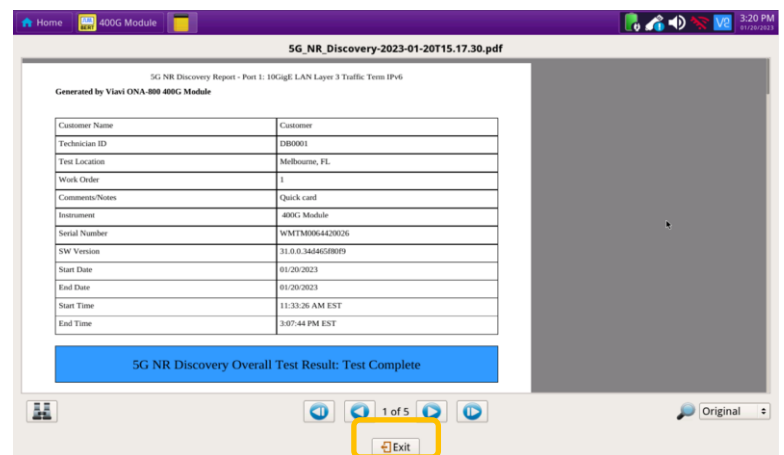 Home 400G Module 3:20 PM
01/20/2023
5G_NR_Discovery-2023-01-20T15.17.30.pdf
5G NR Discovery Report - Port 1: 10GigE LAN Layer 3 Traffic Term IPv6
Generated by Viavi ONA-800 400G Module
Customer Name Customer
Technician ID DB0001
Test Location Melbourne, FL
Work Order 1
Comments/Notes Quick card
Instrument 400G Module
Serial Number WMTM0064420026
SW Version 31.0.0.34d465f80f9
Start Date 01/20/2023
End Date 01/20/2023
Start Time 11:33:26 AM EST
End Time 3:07:44 PM EST
5G NR Discovery Overall Test Result: Test Complete
1 of 5 Original
Exit